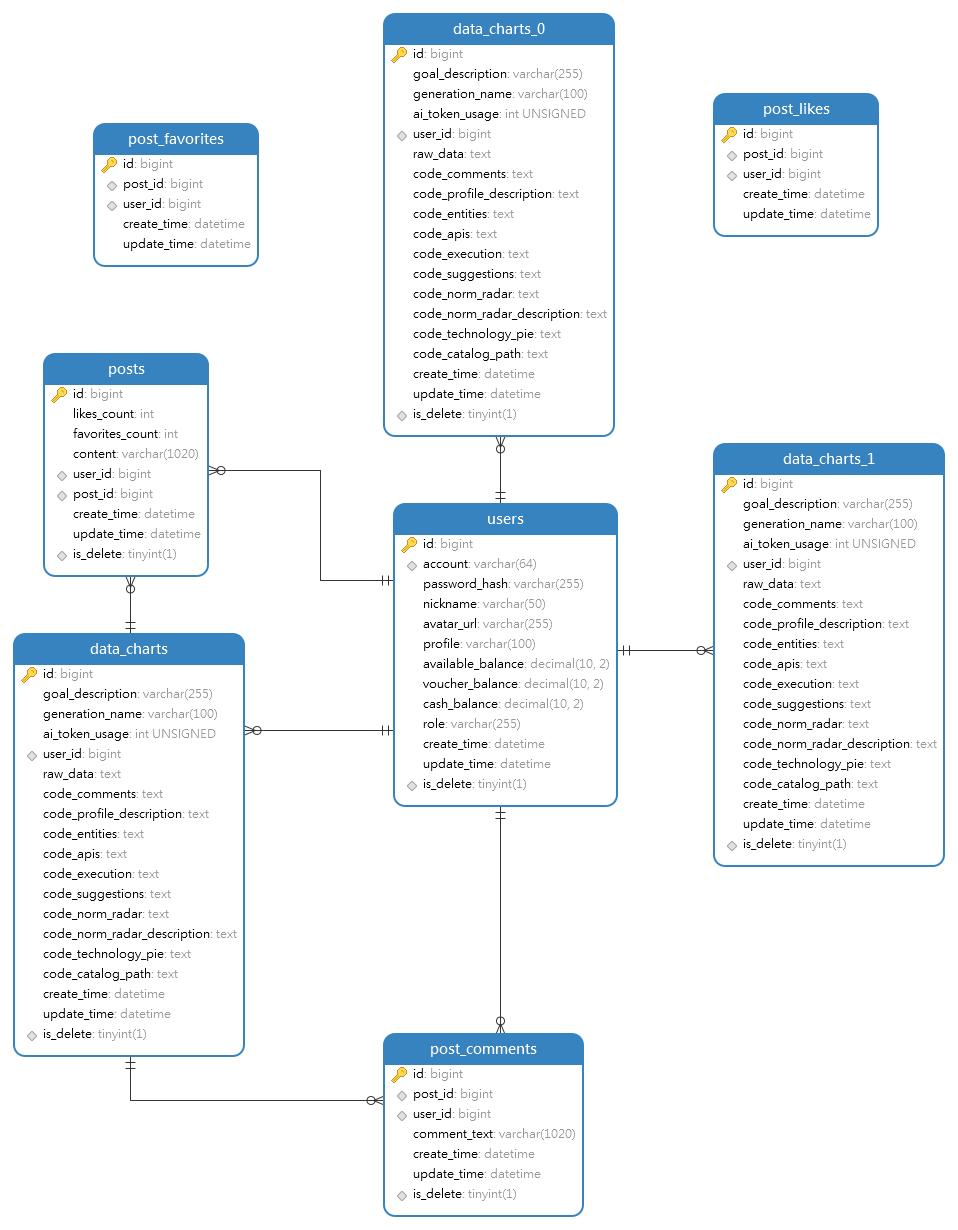 data_charts_0
id: bigint
goal_description: varchar(255)
generation_name: varchar(100)
ai_token_usage: int UNSIGNED
user_id: bigint
raw_data: text
code_comments: text
code_profile_description: text
code_entities: text
code_apis: text
code_execution: text
code_suggestions: text
code_norm_radar: text
code_norm_radar_description: text
code_technology_pie: text
code_catalog_path: text
create_time: datetime
update_time: datetime
is_delete: tinyint(1)
post_likes
id: bigint
post_id: bigint
user_id: bigint
create_time: datetime
update_time: datetime
post_favorites
id: bigint
post_id: bigint
user_id: bigint
create_time: datetime
update_time: datetime
posts
id: bigint
likes_count: int
favorites_count: int
content: varchar(1020)
user_id: bigint
post_id: bigint
create_time: datetime
update_time: datetime
is_delete: tinyint(1)
users
id: bigint
account: varchar(64)
password_hash: varchar(255)
nickname: varchar(50)
avatar_url: varchar(255)
profile: varchar(100)
available_balance: decimal(10, 2)
voucher_balance: decimal(10, 2)
cash_balance: decimal(10, 2)
role: varchar(255)
create_time: datetime
update_time: datetime
is_delete: tinyint(1)
data_charts_1
id: bigint
goal_description: varchar(255)
generation_name: varchar(100)
ai_token_usage: int UNSIGNED
user_id: bigint
raw_data: text
code_comments: text
code_profile_description: text
code_entities: text
code_apis: text
code_execution: text
code_suggestions: text
code_norm_radar: text
code_norm_radar_description: text
code_technology_pie: text
code_catalog_path: text
create_time: datetime
update_time: datetime
is_delete: tinyint(1)
data_charts
id: bigint
goal_description: varchar(255)
generation_name: varchar(100)
ai_token_usage: int UNSIGNED
user_id: bigint
raw_data: text
code_comments: text
code_profile_description: text
code_entities: text
code_apis: text
code_execution: text
code_suggestions: text
code_norm_radar: text
code_norm_radar_description: text
code_technology_pie: text
code_catalog_path: text
create_time: datetime
update_time: datetime
is_delete: tinyint(1)
post_comments
id: bigint
post_id: bigint
user_id: bigint
comment_text: varchar(1020)
create_time: datetime
update_time: datetime
is_delete: tinyint(1)